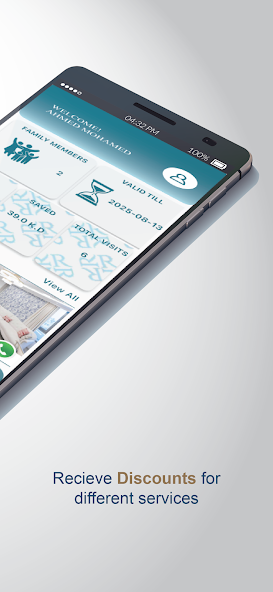 04:32 PM
100%
WELCOME!
AHMED MOHAMED
FAMILY MEMBERS
2
VALID TILL
2025-08-13
SAVED
39.0 K.D
TOTAL VISITS
6
View All
Recieve Discounts for
different services